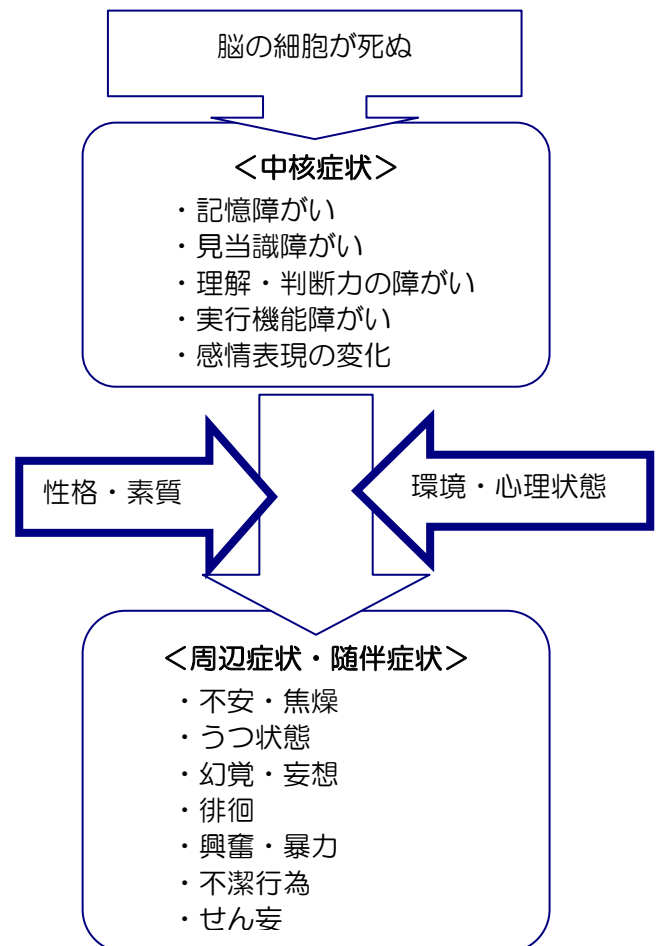 脳の細胞が死ぬ
＜中核症状＞
・記憶障がい
・見当識障がい
・理解・判断力の障がい
・実行機能障がい
・感情表現の変化
性格・素質
環境・心理状態
＜周辺症状・随伴症状＞
・不安・焦燥
・うつ状態
・幻覚・妄想
・徘徊
・興奮・暴力
・不潔行為
・せん妄